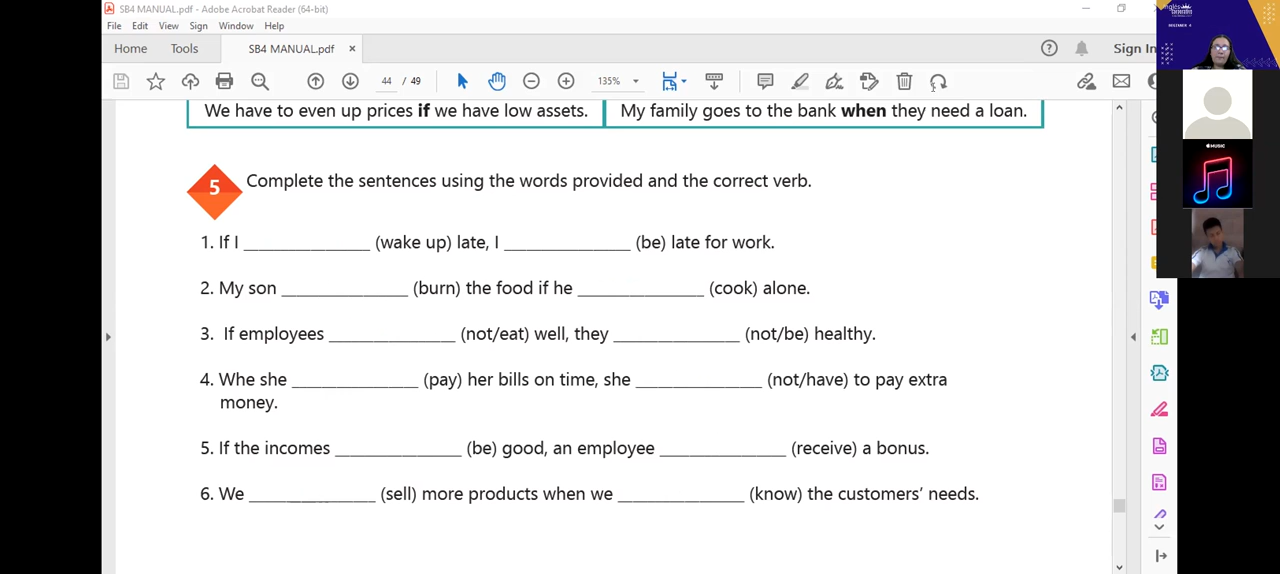 SB4 MANUAL.pdf - Adobe Acrobat Reader (64-bit)
File Edit View Sign Window Help
Home Tools SB4 MANUAL.pdf × Sign In
44 / 49 135%
We have to even up prices if we have low assets. My family goes to the bank when they need a loan.
5 Complete the sentences using the words provided and the correct verb.
1. If I ______________ (wake up) late, I ______________ (be) late for work.
2. My son ______________ (burn) the food if he ______________ (cook) alone.
3. If employees ______________ (not/eat) well, they ______________ (not/be) healthy.
4. Whe she ______________ (pay) her bills on time, she ______________ (not/have) to pay extra
money.
5. If the incomes ______________ (be) good, an employee ______________ (receive) a bonus.
6. We ______________ (sell) more products when we ______________ (know) the customers’ needs.
MUSIC